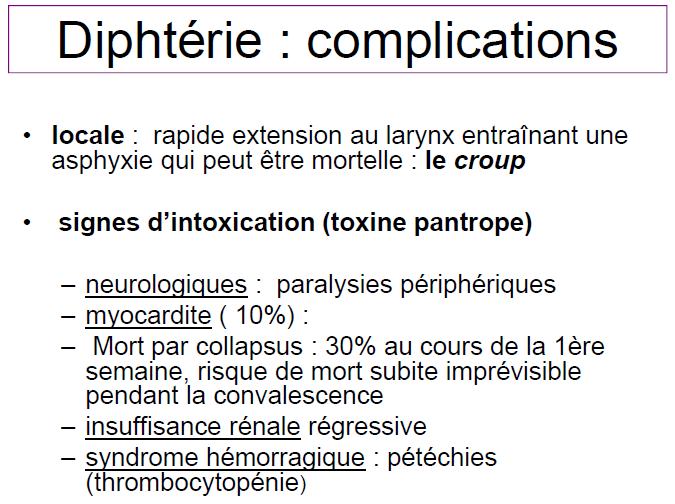 Diphtérie : complications
• locale :  rapide extension au larynx entraînant une
asphyxie qui peut être mortelle : le croup
• signes d’intoxication (toxine pantrope)
– neurologiques :  paralysies périphériques
– myocardite ( 10%) :
– Mort par collapsus : 30% au cours de la 1ère
semaine, risque de mort subite imprévisible
pendant la convalescence
– insuffisance rénale régressive
– syndrome hémorragique : pétéchies
(thrombocytopénie)